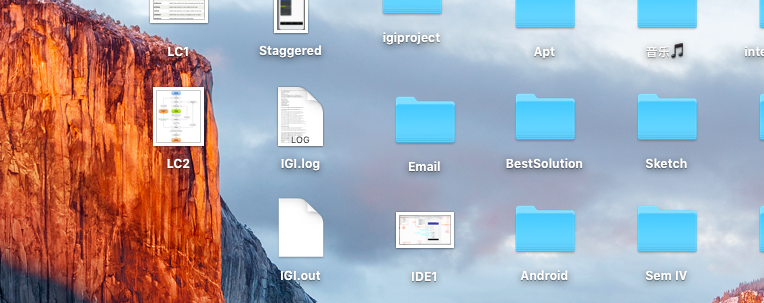 LC1
Staggered
igiproject
Apt
音乐🎵
inte
LC2
LOG
IGI.log
Email
BestSolution
Sketch
IGI.out
IDE1
Android
Sem IV